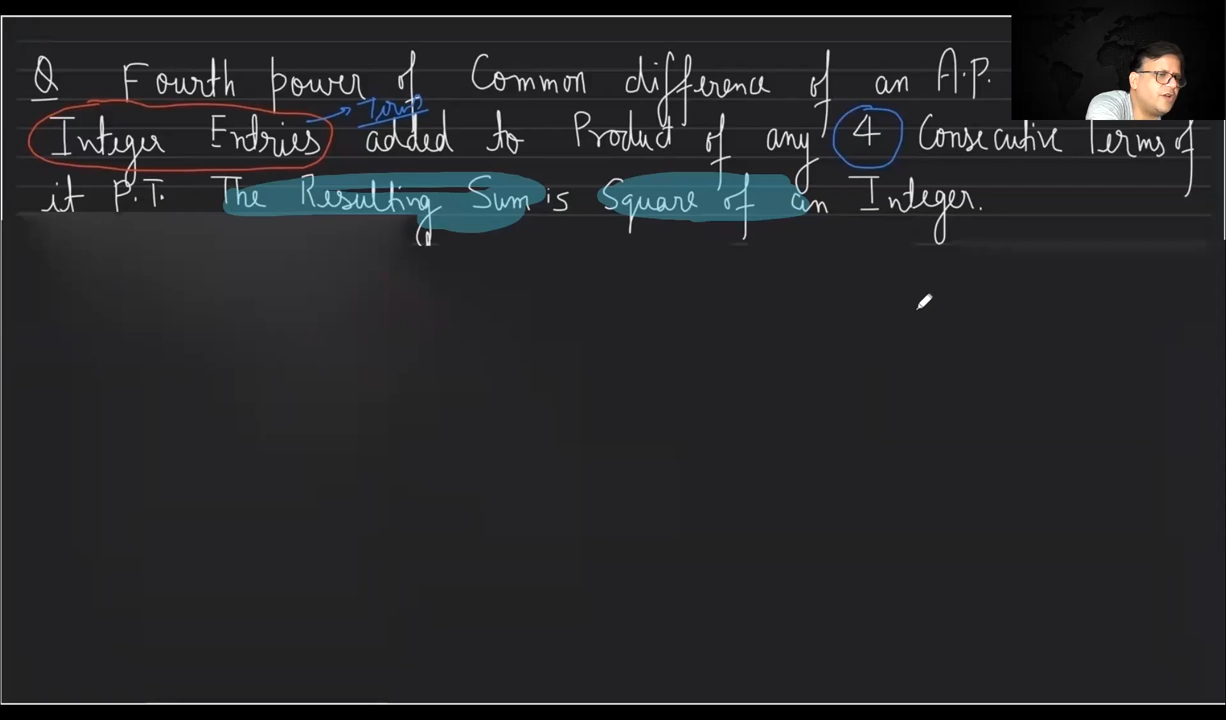 Q Fourth power of Common difference of an A.P.
Integer Entries → Terms added to Product of any 4 Consecutive Terms of
it P.T. The Resulting Sum is Square of an Integer.